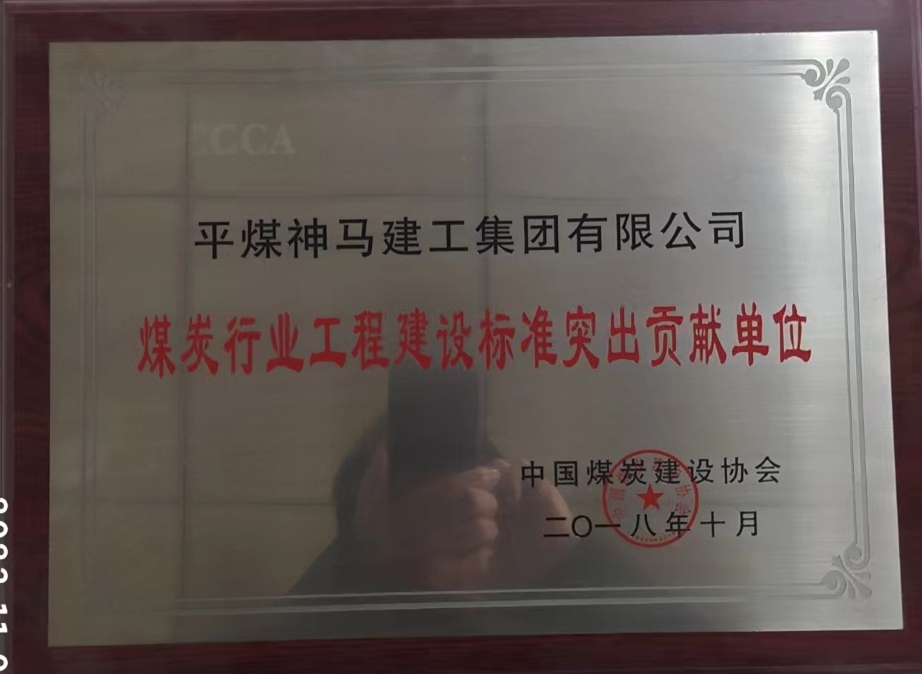 CCCA
平煤神马建工集团有限公司
煤炭行业工程建设标准突出贡献单位
中国煤炭建设协会
二〇一八年十月